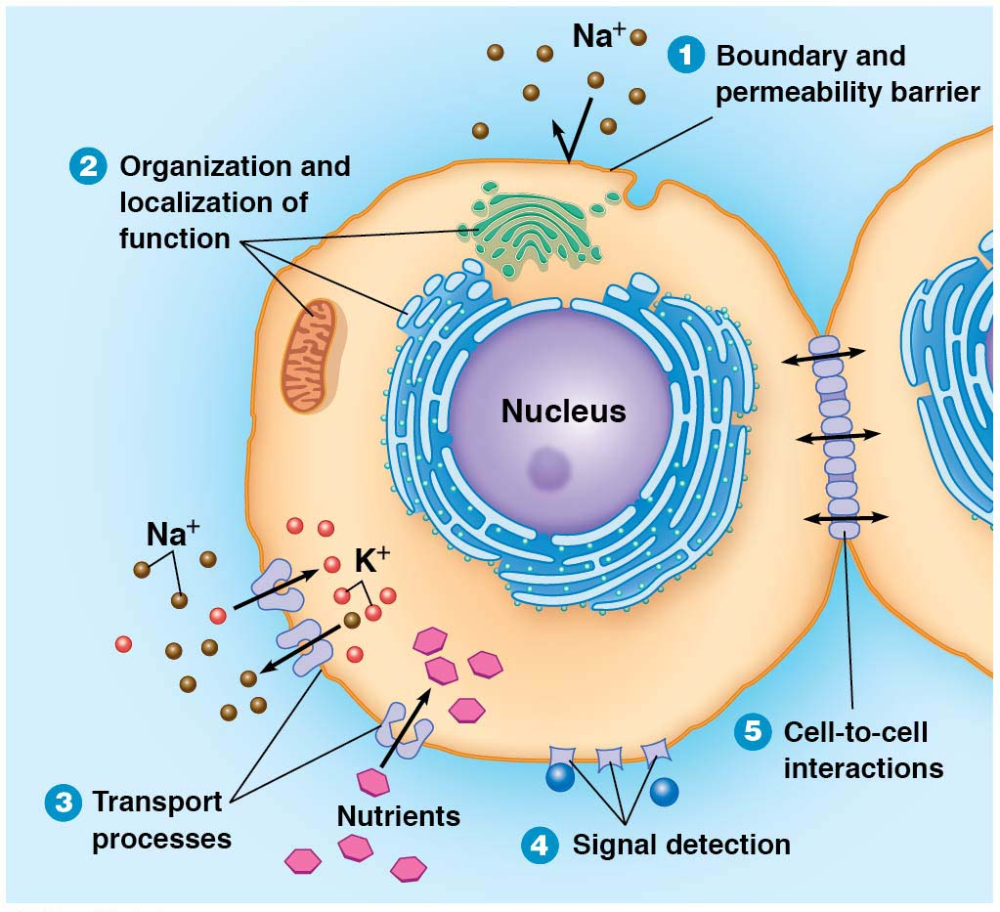 Na+
1 Boundary and
permeability barrier
2 Organization and
localization of
function
Nucleus
Na+
K+
5 Cell-to-cell
interactions
3 Transport
processes
Nutrients
4 Signal detection